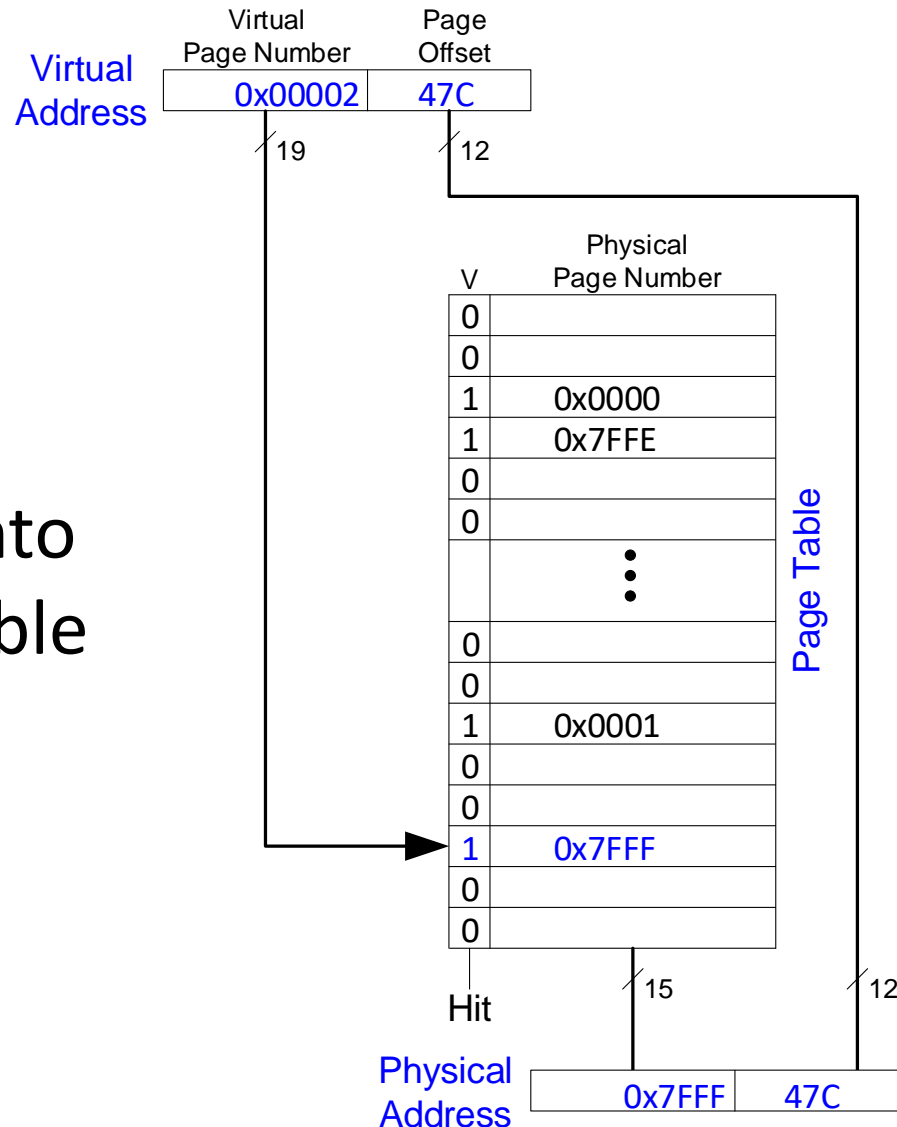 Virtual Page Number
Page Offset
Virtual Address
0x00002 47C
19
12
Physical Page Number
V
0
0
1 0x0000
1 0x7FFE
0
0
0
0
1 0x0001
0
0
1 0x7FFF
0
0
Page Table
ble
Hit
15
12
Physical Address
0x7FFF 47C